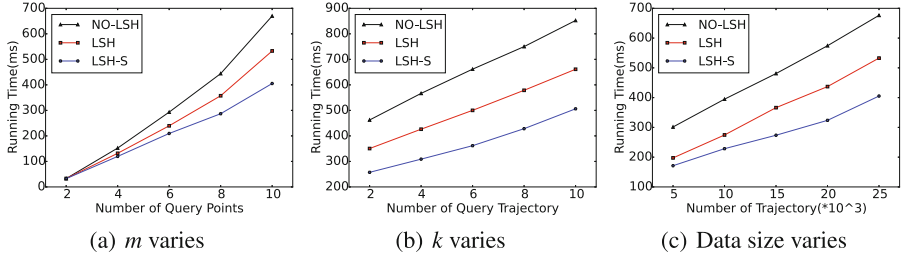 700
600
500
400
300
200
100
0
Running Time(ms)
NO-LSH
LSH
LSH-S
2 4 6 8 10
Number of Query Points
(a) m varies
900
800
700
600
500
400
300
200
Running Time(ms)
NO-LSH
LSH
LSH-S
2 4 6 8 10
Number of Query Trajectory
(b) k varies
700
600
500
400
300
200
100
Running Time(ms)
NO-LSH
LSH
LSH-S
5 10 15 20 25
Number of Trajectory(*10^3)
(c) Data size varies